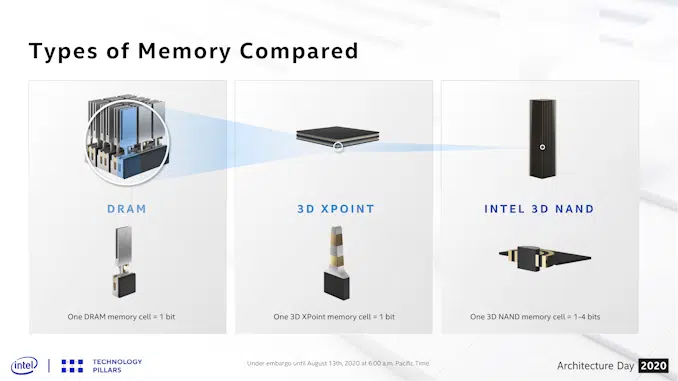 Types of Memory Compared
DRAM
3D XPOINT
INTEL 3D NAND
One DRAM memory cell = 1 bit
One 3D XPoint memory cell = 1 bit
One 3D NAND memory cell = 1-4 bits
intel
TECHNOLOGY
PILLARS
Under embargo until August 13th, 2020 at 6:00 a.m. Pacific Time.
Architecture Day 2020